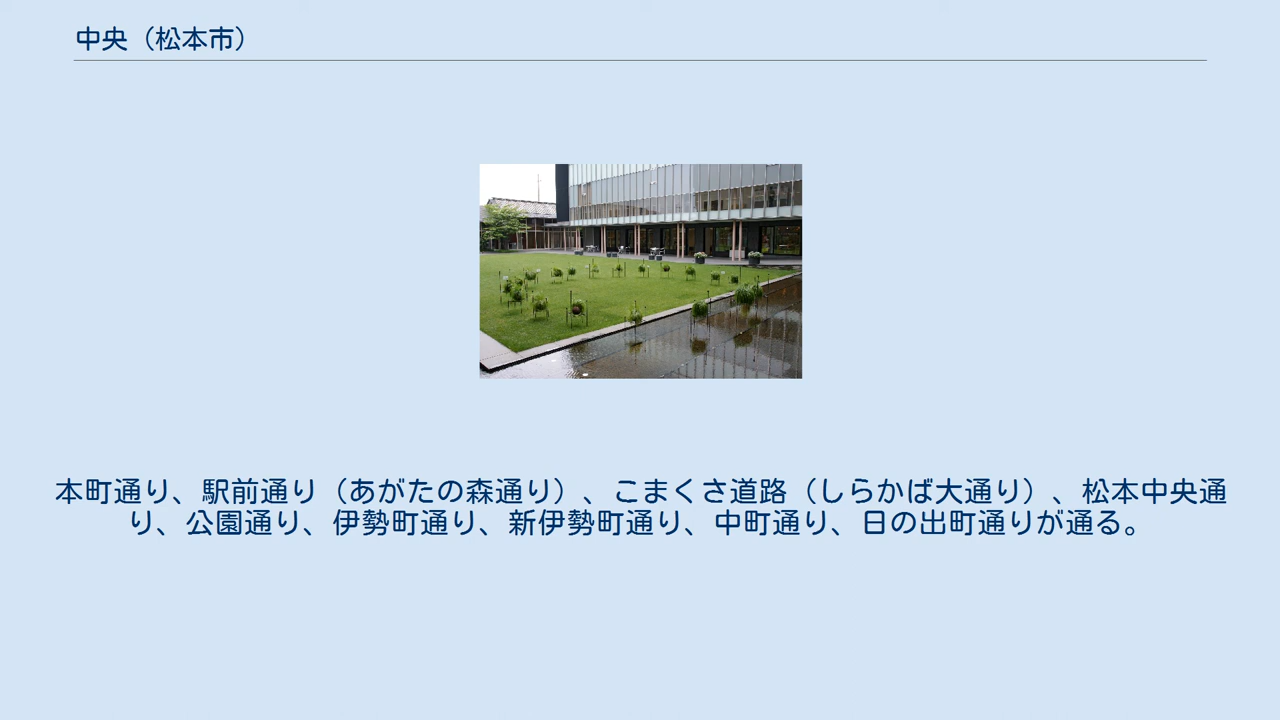 中央（松本市）
本町通り、駅前通り（あがたの森通り）、こまくさ道路（しらかば大通り）、松本中央通
り、公園通り、伊勢町通り、新伊勢町通り、中町通り、日の出町通りが通る。